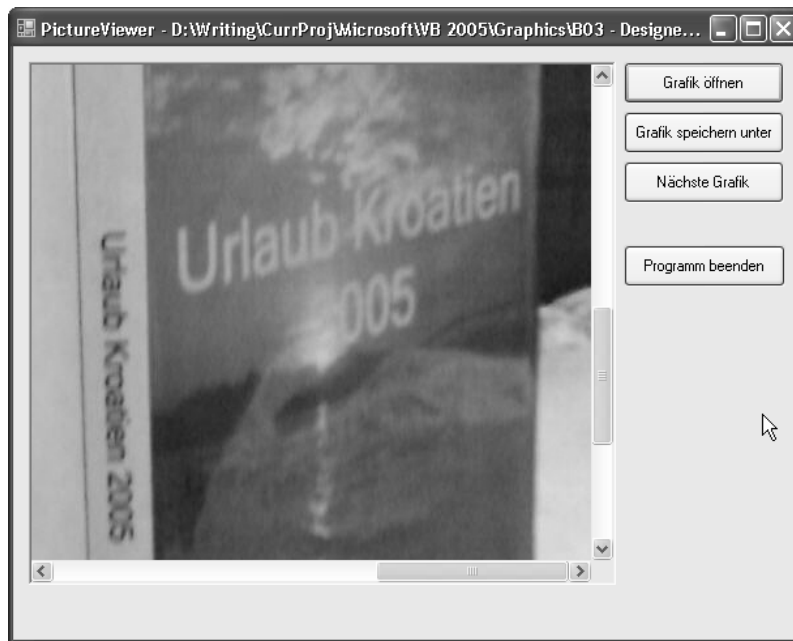 PictureViewer - D:\Writing\CurrProj\Microsoft\VB 2005\Graphics\B03 - Designe...
Grafik öffnen
Grafik speichern unter
Nächste Grafik
Programm beenden
Urlaub Kroatien
2005
Urlaub Kroatien 2005